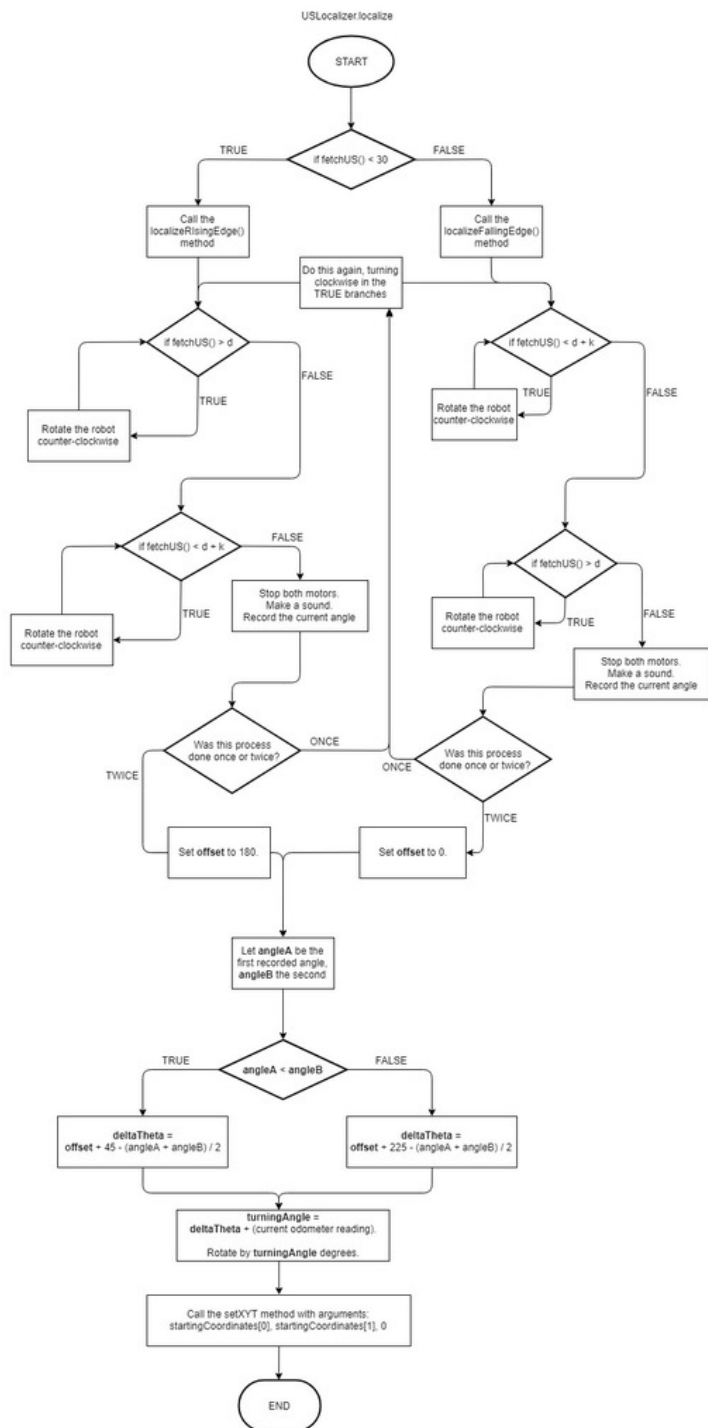 USLocalizer.localize
START
if fetchUS() < 30
TRUE
FALSE
Call the
localizeRIsingEdge()
method
Call the
localizeFallingEdge()
method
Do this again, turning
clockwise in the
TRUE branches
if fetchUS() > d
TRUE
FALSE
Rotate the robot
counter-clockwise
if fetchUS() < d + k
TRUE
FALSE
Rotate the robot
counter-clockwise
if fetchUS() < d + k
FALSE
TRUE
Rotate the robot
counter-clockwise
Stop both motors.
Make a sound.
Record the current angle
if fetchUS() > d
TRUE
FALSE
Rotate the robot
counter-clockwise
Stop both motors.
Make a sound.
Record the current angle
Was this process
done once or twice?
ONCE
TWICE
Was this process
done once or twice?
ONCE
TWICE
Set offset to 180.
Set offset to 0.
Let angleA be the
first recorded angle,
angleB the second
angleA < angleB
TRUE
FALSE
deltaTheta =
offset + 45 - (angleA + angleB) / 2
deltaTheta =
offset + 225 - (angleA + angleB) / 2
turningAngle =
deltaTheta + (current odometer reading).
Rotate by turningAngle degrees.
Call the setXYT method with arguments:
startingCoordinates[0], startingCoordinates[1], 0
END